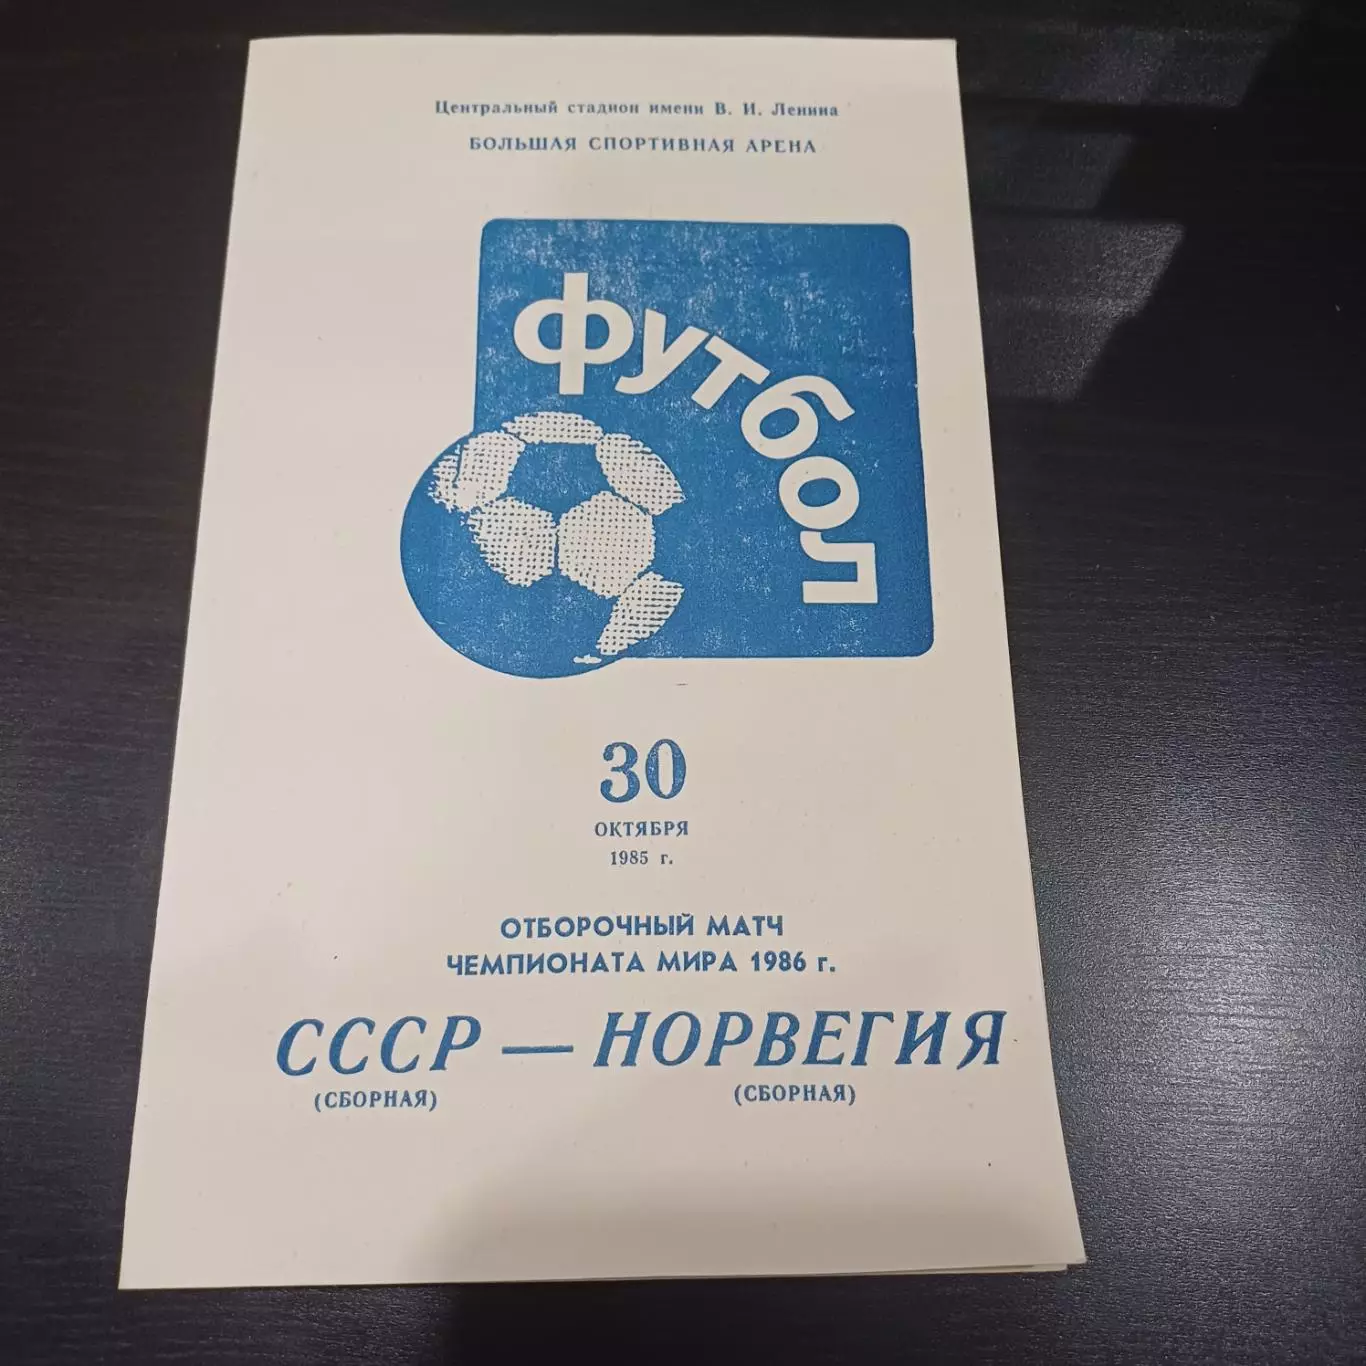 Центральный стадион имени В. И. Ленина
БОЛЬШАЯ СПОРТИВНАЯ АРЕНА
футбол
30
ОКТЯБРЯ
1985 г.
ОТБОРОЧНЫЙ МАТЧ
ЧЕМПИОНАТА МИРА 1986 г.
СССР — НОРВЕГИЯ
(СБОРНАЯ) (СБОРНАЯ)